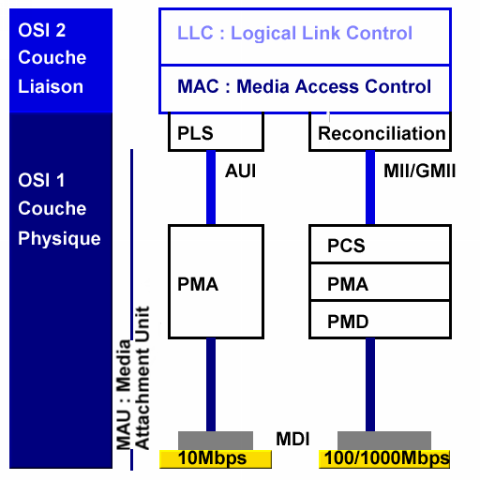 OSI 2
Couche
Liaison
LLC : Logical Link Control
MAC : Media Access Control
PLS
Reconciliation
AUI
MII/GMII
OSI 1
Couche
Physique
PMA
PCS
PMA
PMD
MAU : Media
Attachment Unit
MDI
10Mbps
100/1000Mbps